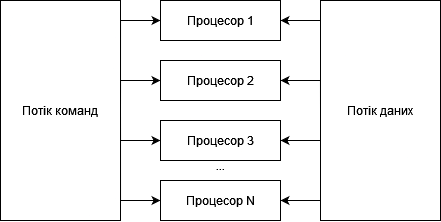 Потік команд
Процесор 1
Процесор 2
Процесор 3
...
Процесор N
Потік даних